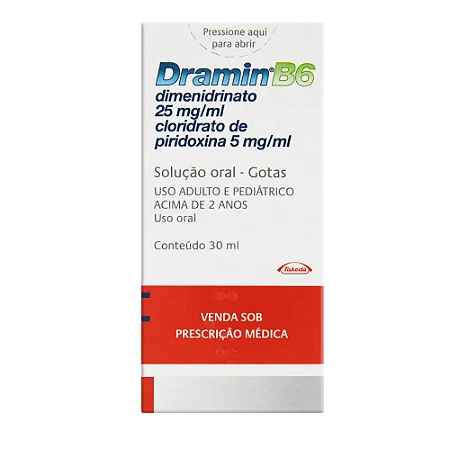 Pressione aqui
para abrir
Dramin® B6
dimenidrinato
25 mg/ml
cloridrato de
piridoxina 5 mg/ml
Solução oral - Gotas
USO ADULTO E PEDIÁTRICO
ACIMA DE 2 ANOS
Uso oral
Conteúdo 30 ml
Takeda
VENDA SOB
PRESCRIÇÃO MÉDICA